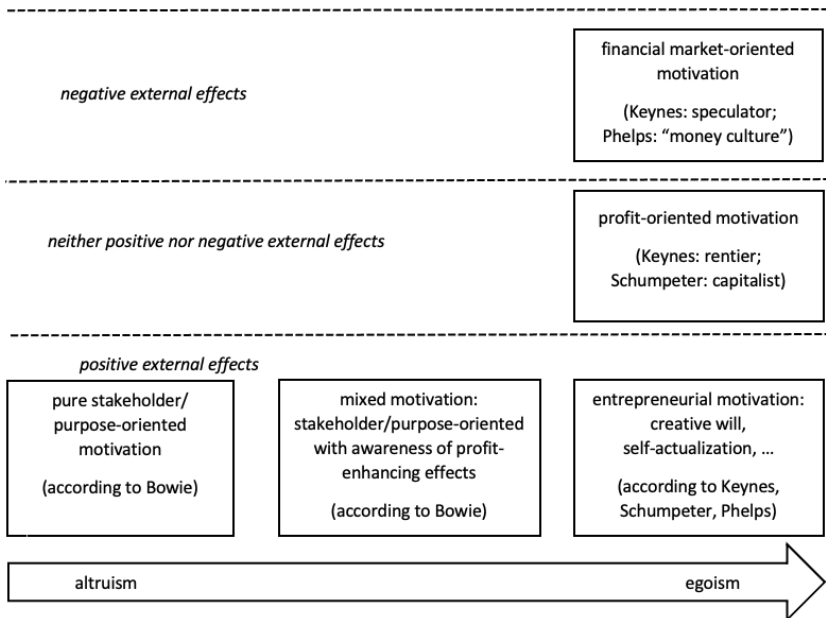 negative external effects
financial market-oriented
motivation
(Keynes: speculator;
Phelps: “money culture”)
neither positive nor negative external effects
profit-oriented motivation
(Keynes: rentier;
Schumpeter: capitalist)
positive external effects
pure stakeholder/
purpose-oriented
motivation
(according to Bowie)
mixed motivation:
stakeholder/purpose-oriented
with awareness of profit-
enhancing effects
(according to Bowie)
entrepreneurial motivation:
creative will,
self-actualization, ...
(according to Keynes,
Schumpeter, Phelps)
altruism
egoism